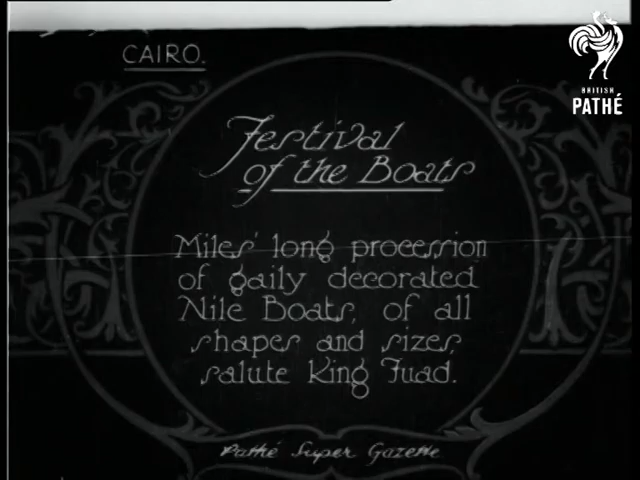 CAIRO.
BRITISH
PATHÉ
Festival
of the Boats
Miles' long procession
of gaily decorated
Nile Boats, of all
shapes and sizes,
salute King Fuad.
Pathé Super Gazette